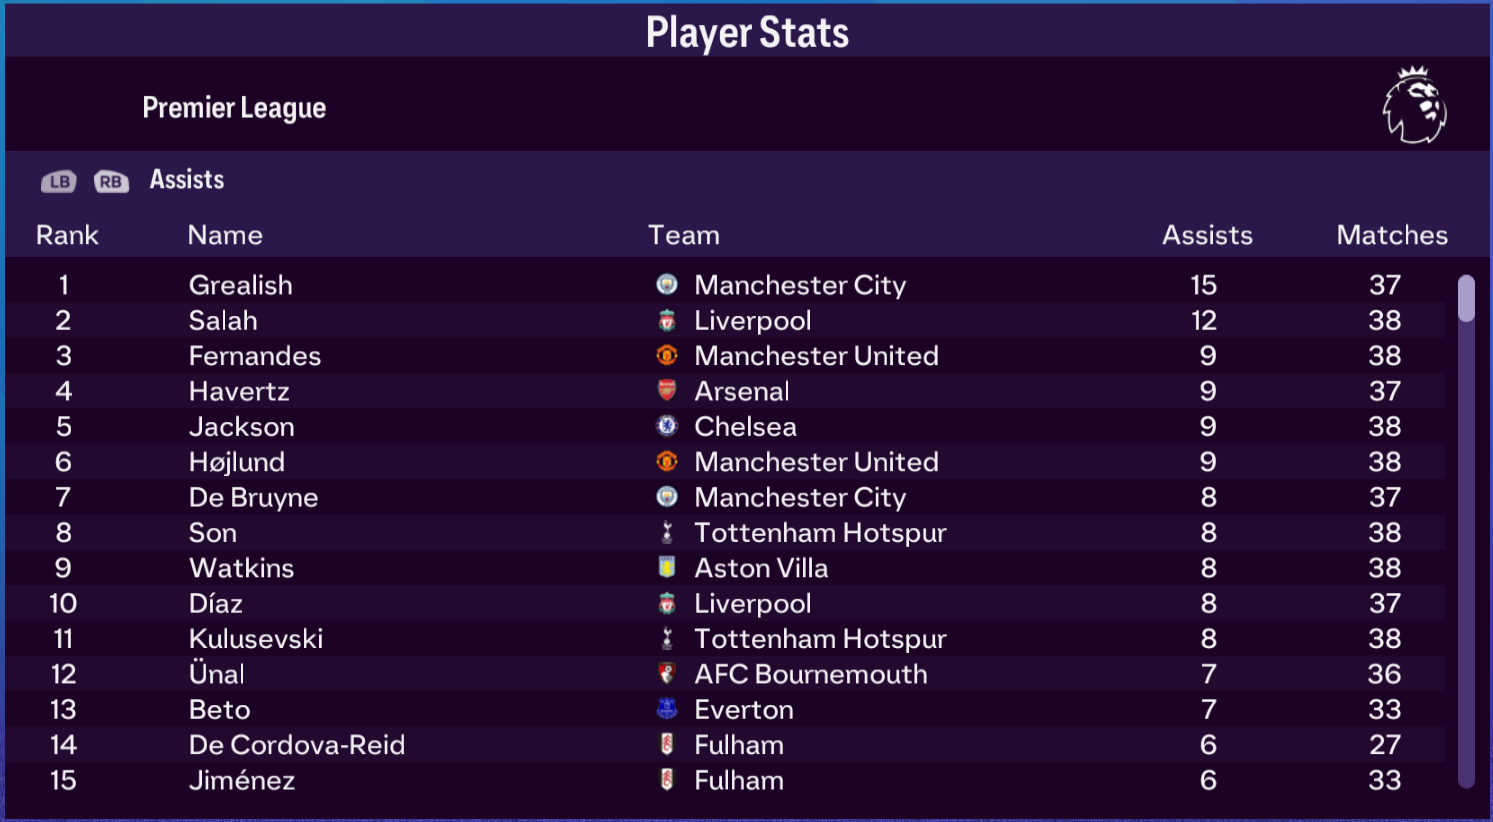 Player Stats
Premier League
LB RB Assists
Rank Name Team Assists Matches
1 Grealish Manchester City 15 37
2 Salah Liverpool 12 38
3 Fernandes Manchester United 9 38
4 Havertz Arsenal 9 37
5 Jackson Chelsea 9 38
6 Højlund Manchester United 9 38
7 De Bruyne Manchester City 8 37
8 Son Tottenham Hotspur 8 38
9 Watkins Aston Villa 8 38
10 Díaz Liverpool 8 37
11 Kulusevski Tottenham Hotspur 8 38
12 Ünal AFC Bournemouth 7 36
13 Beto Everton 7 33
14 De Cordova-Reid Fulham 6 27
15 Jiménez Fulham 6 33